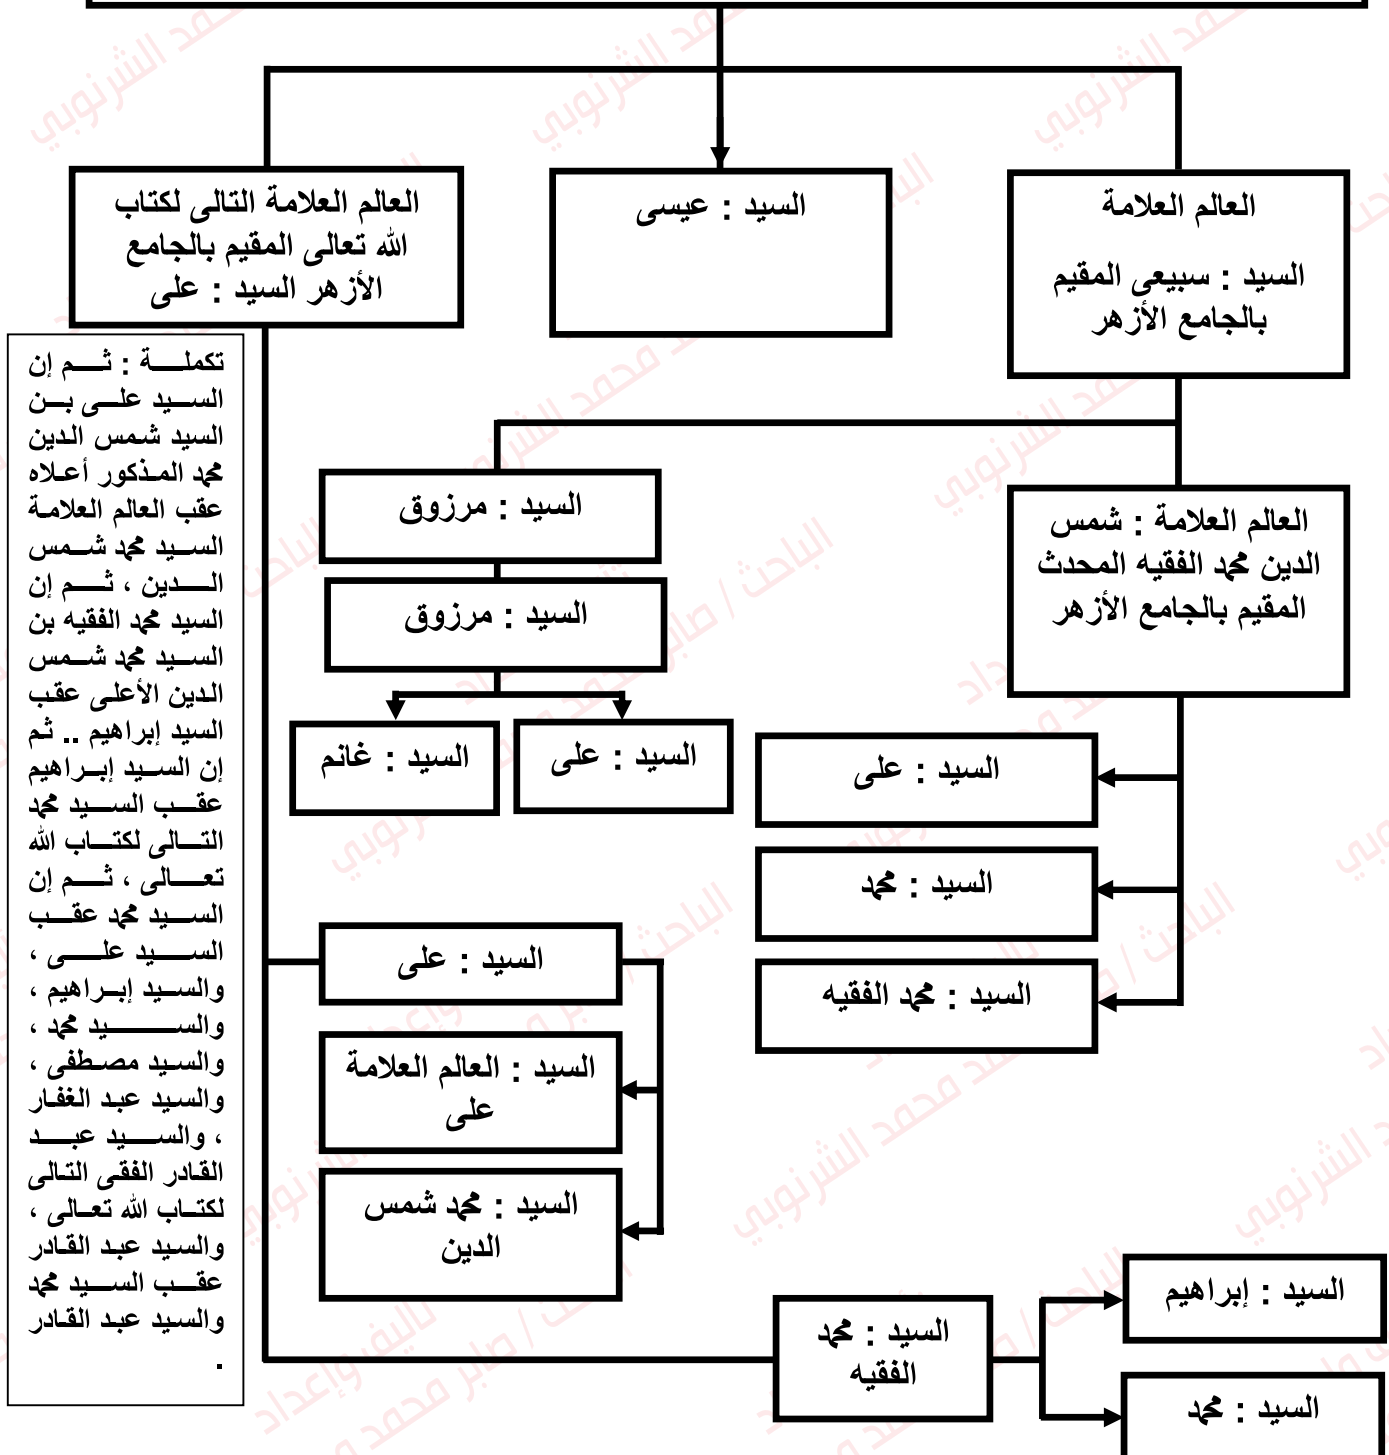 العالم العلامة
السيد : سبيعى المقيم
بالجامع الأزهر
السيد : عيسى
العالم العلامة التالى لكتاب
الله تعالى المقيم بالجامع
الأزهر السيد : على
تكملة : ثم إن
السيد على بن
السيد شمس الدين
محمد المذكور أعلاه
عقب العالم العلامة
السيد محمد شمس
الدين ، ثم إن
السيد محمد الفقيه بن
السيد محمد شمس
الدين الأعلى عقب
السيد إبراهيم .. ثم
إن السيد إبراهيم
عقب السيد محمد
التالى لكتاب الله
تعالى ، ثم إن
السيد محمد عقب
السيد على ،
والسيد إبراهيم ،
والسيد محمد ،
والسيد مصطفى ،
والسيد عبد الغفار
، والسيد عبد
القادر الفقى التالى
لكتاب الله تعالى ،
والسيد عبد القادر
عقب السيد محمد
والسيد عبد القادر
.
السيد : مرزوق
السيد : مرزوق
السيد : على
السيد : غانم
العالم العلامة : شمس
الدين محمد الفقيه المحدث
المقيم بالجامع الأزهر
السيد : على
السيد : محمد
السيد : محمد الفقيه
السيد : على
السيد : العالم العلامة
على
السيد : محمد شمس
الدين
السيد : محمد
الفقيه
السيد : إبراهيم
السيد : محمد
تأليف وإعداد
الباحث / صابر محمد الشرنوبي